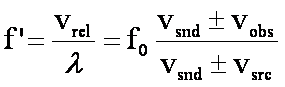 f' = v_rel / λ = f_0 (v_snd ± v_obs) / (v_snd ± v_src)